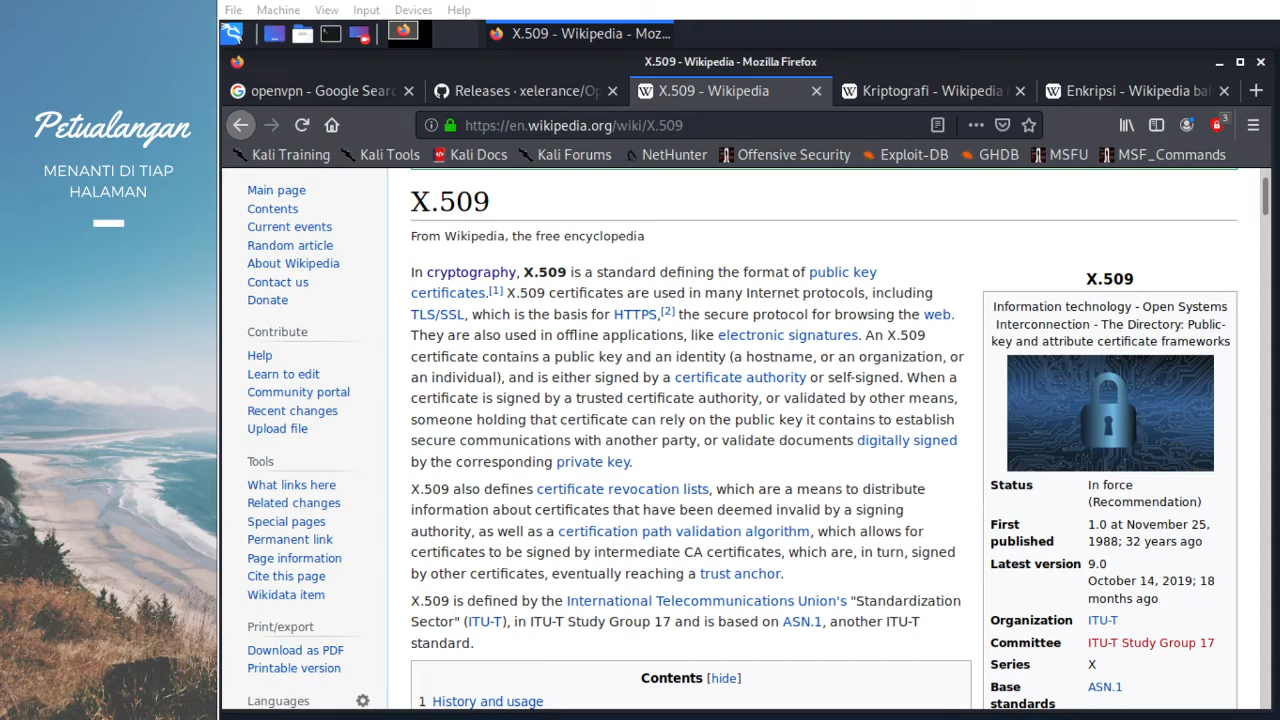 Petualangan
MENANTI DI TIAP
HALAMAN
File Machine View Input Devices Help
X.509 - Wikipedia - Moz...
X.509 - Wikipedia - Mozilla Firefox
openvpn - Google Searc
Releases · xelerance/Op
X.509 - Wikipedia
Kriptografi - Wikipedia
Enkripsi - Wikipedia bah
https://en.wikipedia.org/wiki/X.509
3
Kali Training Kali Tools Kali Docs Kali Forums NetHunter Offensive Security Exploit-DB GHDB MSFU MSF_Commands
Main page
Contents
Current events
Random article
About Wikipedia
Contact us
Donate
Contribute
Help
Learn to edit
Community portal
Recent changes
Upload file
Tools
What links here
Related changes
Special pages
Permanent link
Page information
Cite this page
Wikidata item
Print/export
Download as PDF
Printable version
Languages
X.509
From Wikipedia, the free encyclopedia
In cryptography, X.509 is a standard defining the format of public key
certificates.[1] X.509 certificates are used in many Internet protocols, including
TLS/SSL, which is the basis for HTTPS,[2] the secure protocol for browsing the web.
They are also used in offline applications, like electronic signatures. An X.509
certificate contains a public key and an identity (a hostname, or an organization, or
an individual), and is either signed by a certificate authority or self-signed. When a
certificate is signed by a trusted certificate authority, or validated by other means,
someone holding that certificate can rely on the public key it contains to establish
secure communications with another party, or validate documents digitally signed
by the corresponding private key.
X.509 also defines certificate revocation lists, which are a means to distribute
information about certificates that have been deemed invalid by a signing
authority, as well as a certification path validation algorithm, which allows for
certificates to be signed by intermediate CA certificates, which are, in turn, signed
by other certificates, eventually reaching a trust anchor.
X.509 is defined by the International Telecommunications Union's "Standardization
Sector" (ITU-T), in ITU-T Study Group 17 and is based on ASN.1, another ITU-T
standard.
Contents [hide]
1 History and usage
X.509
Information technology - Open Systems
Interconnection - The Directory: Public-
key and attribute certificate frameworks
Status In force
(Recommendation)
First 1.0 at November 25,
published 1988; 32 years ago
Latest version 9.0
October 14, 2019; 18
months ago
Organization ITU-T
Committee ITU-T Study Group 17
Series X
Base ASN.1
standards